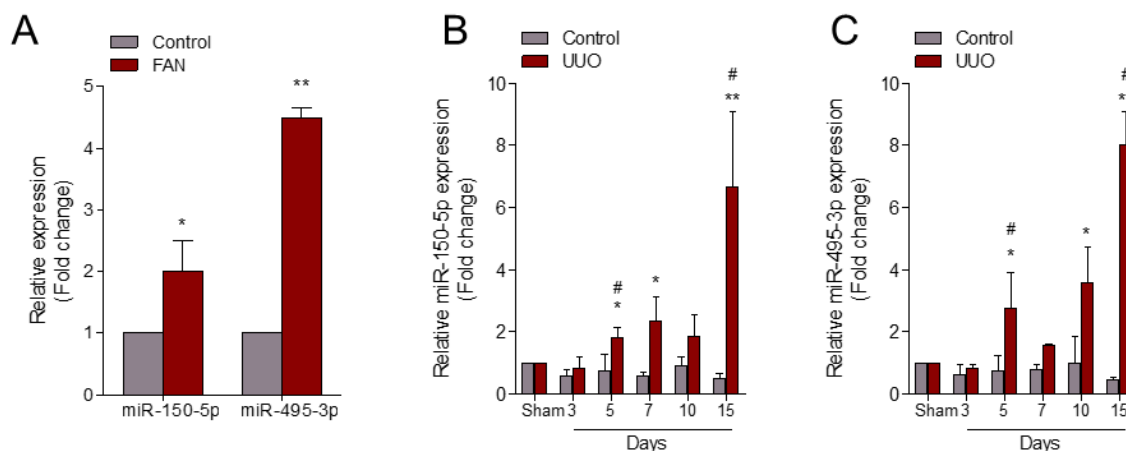 A
Control
FAN
Relative expression
(Fold change)
5
4
3
2
1
0
*
**
miR-150-5p
miR-495-3p
B
Control
UUO
Relative miR-150-5p expression
(Fold change)
10
8
6
4
2
0
#
*
*
#
**
Sham 3 5 7 10 15
Days
C
Control
UUO
Relative miR-495-3p expression
(Fold change)
10
8
6
4
2
0
#
*
*
#
**
Sham 3 5 7 10 15
Days